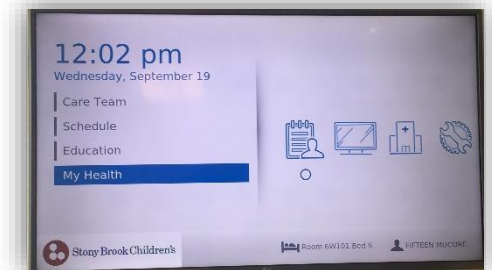 12:02 pm
Wednesday, September 19
Care Team
Schedule
Education
My Health
Stony Brook Children's
Room 6W101 Bed S
FIFTEEN MUCORE